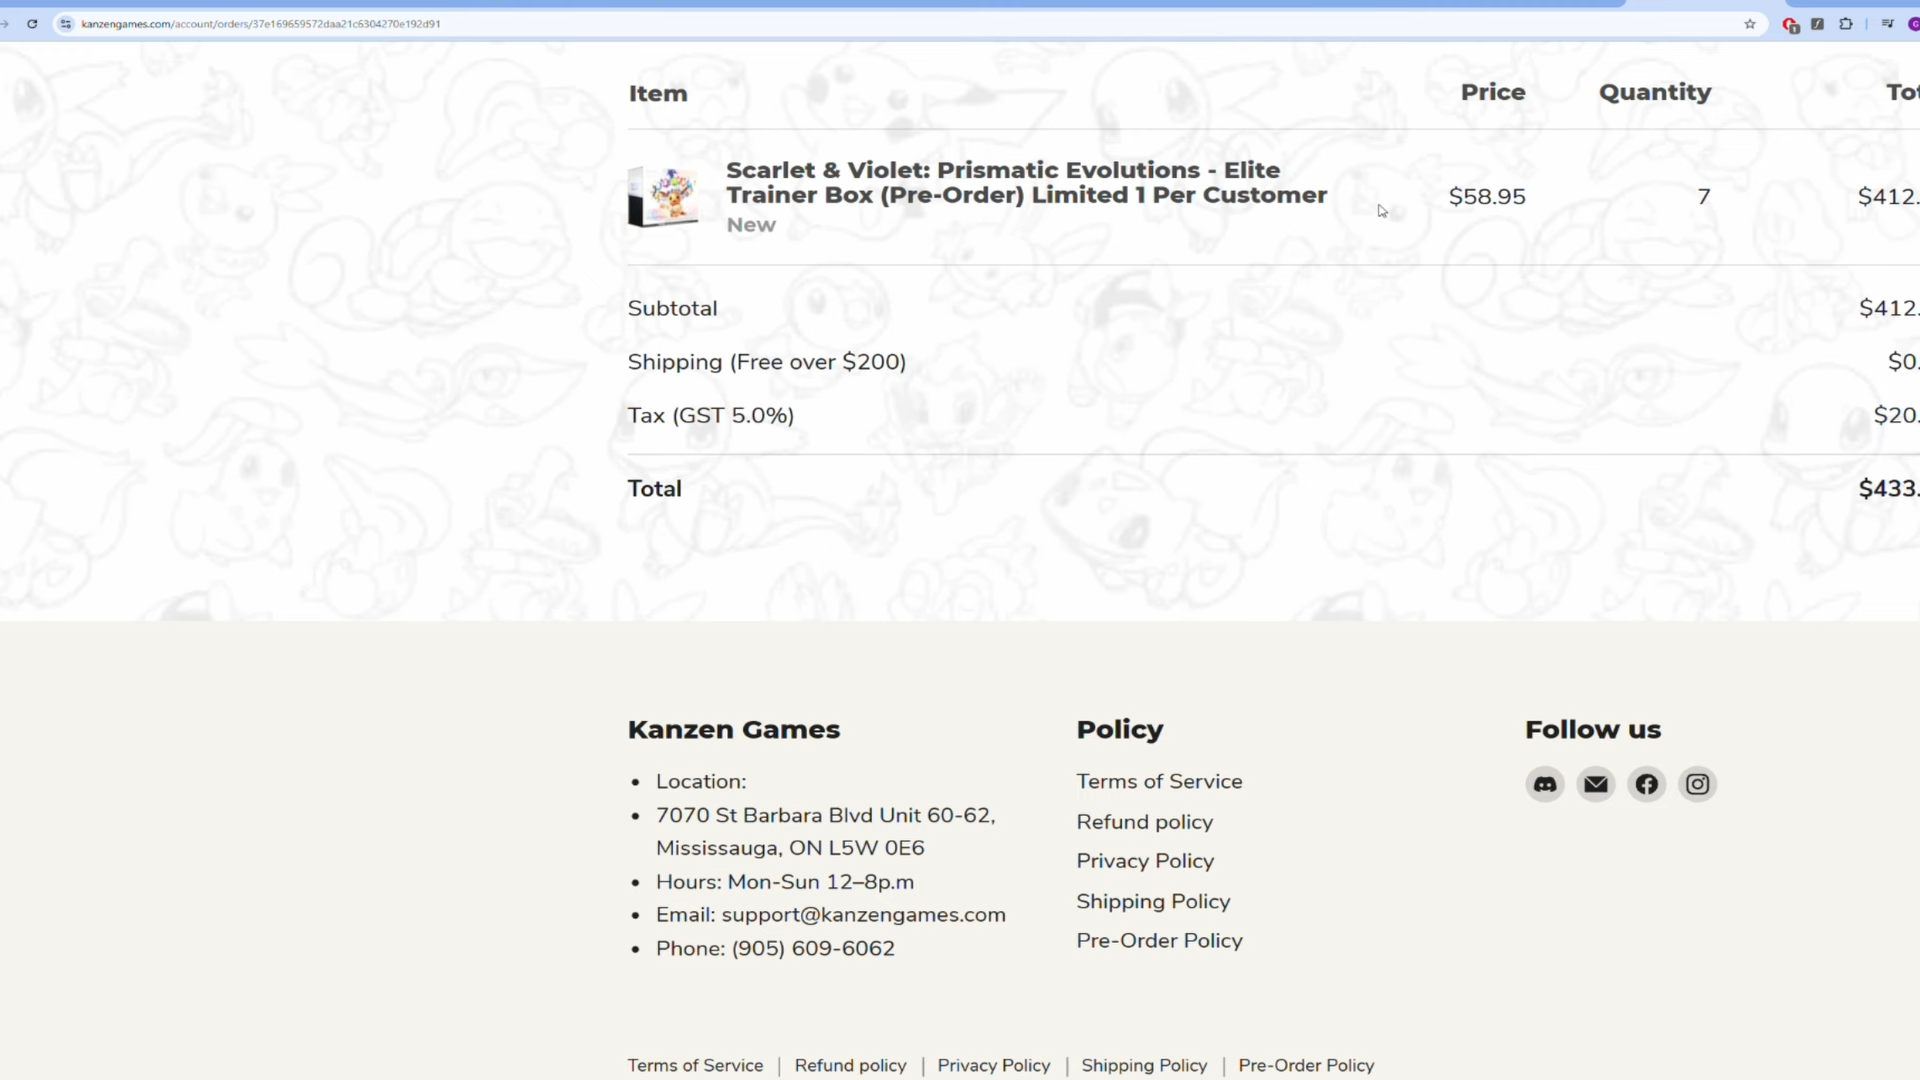 kanzengames.com/account/orders/37e169659572daa21c6304270e192d91
Item Price Quantity
Scarlet & Violet: Prismatic Evolutions - Elite
Trainer Box (Pre-Order) Limited 1 Per Customer
New
$58.95 7 $412.
Subtotal $412.
Shipping (Free over $200) $0.
Tax (GST 5.0%) $20.
Total $433.
Kanzen Games
• Location:
• 7070 St Barbara Blvd Unit 60-62,
Mississauga, ON L5W 0E6
• Hours: Mon-Sun 12–8p.m
• Email: support@kanzengames.com
• Phone: (905) 609-6062
Policy
Terms of Service
Refund policy
Privacy Policy
Shipping Policy
Pre-Order Policy
Follow us
Terms of Service | Refund policy | Privacy Policy | Shipping Policy | Pre-Order Policy